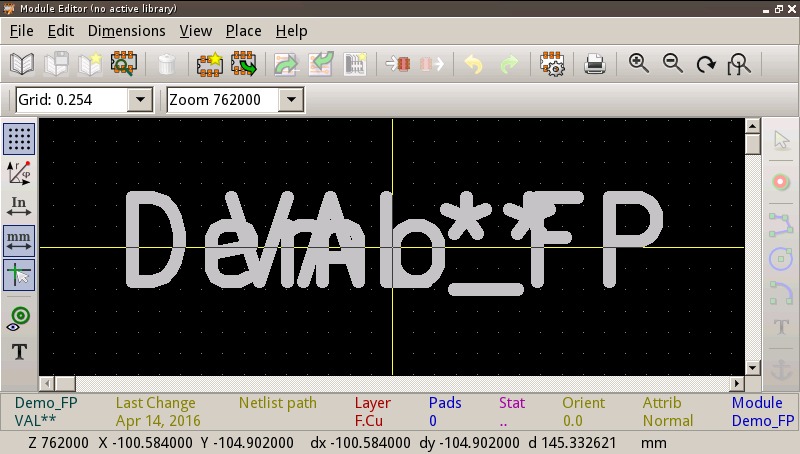 Module Editor (no active library)
File Edit Dimensions View Place Help
Grid: 0.254 Zoom 762000
In
mm
T
Demo_FP
VAL**
T
Demo_FP Last Change Netlist path Layer Pads Stat Orient Attrib Module
VAL** Apr 14, 2016 F.Cu 0 .. 0.0 Normal Demo_FP
Z 762000 X -100.584000 Y -104.902000 dx -100.584000 dy -104.902000 d 145.332621 mm